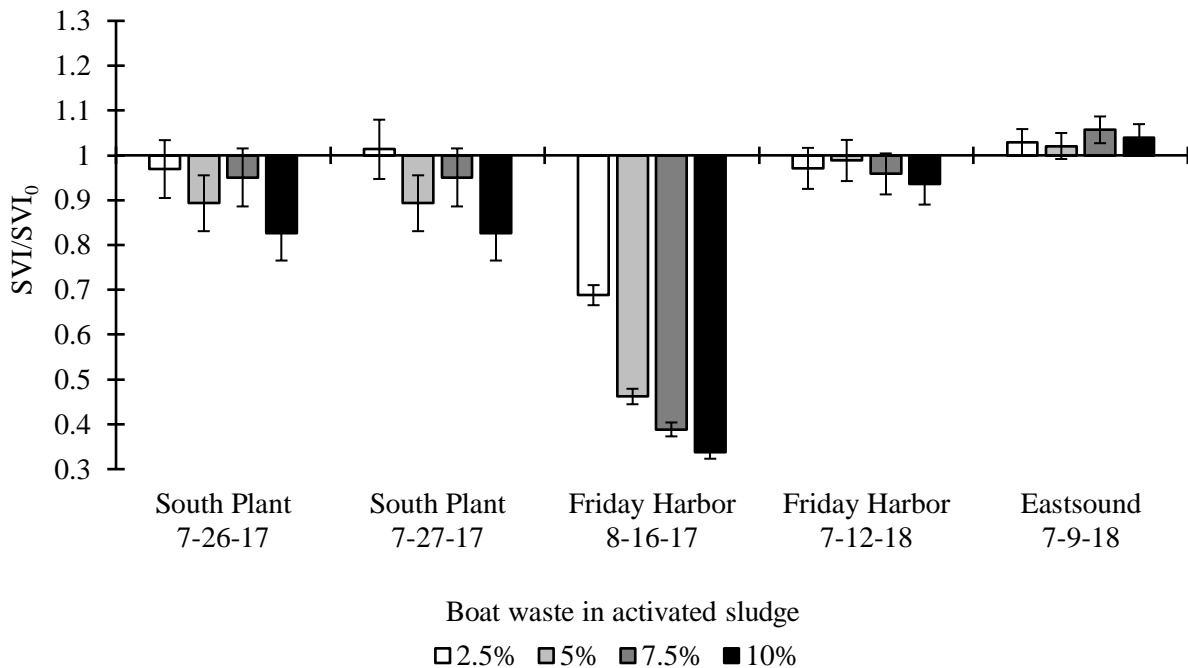 1.3
1.2
1.1
1
0.9
0.8
0.7
0.6
0.5
0.4
0.3
SVI/SVI₀
South Plant South Plant Friday Harbor Friday Harbor Eastsound
7-26-17 7-27-17 8-16-17 7-12-18 7-9-18
Boat waste in activated sludge
2.5% 5% 7.5% 10%